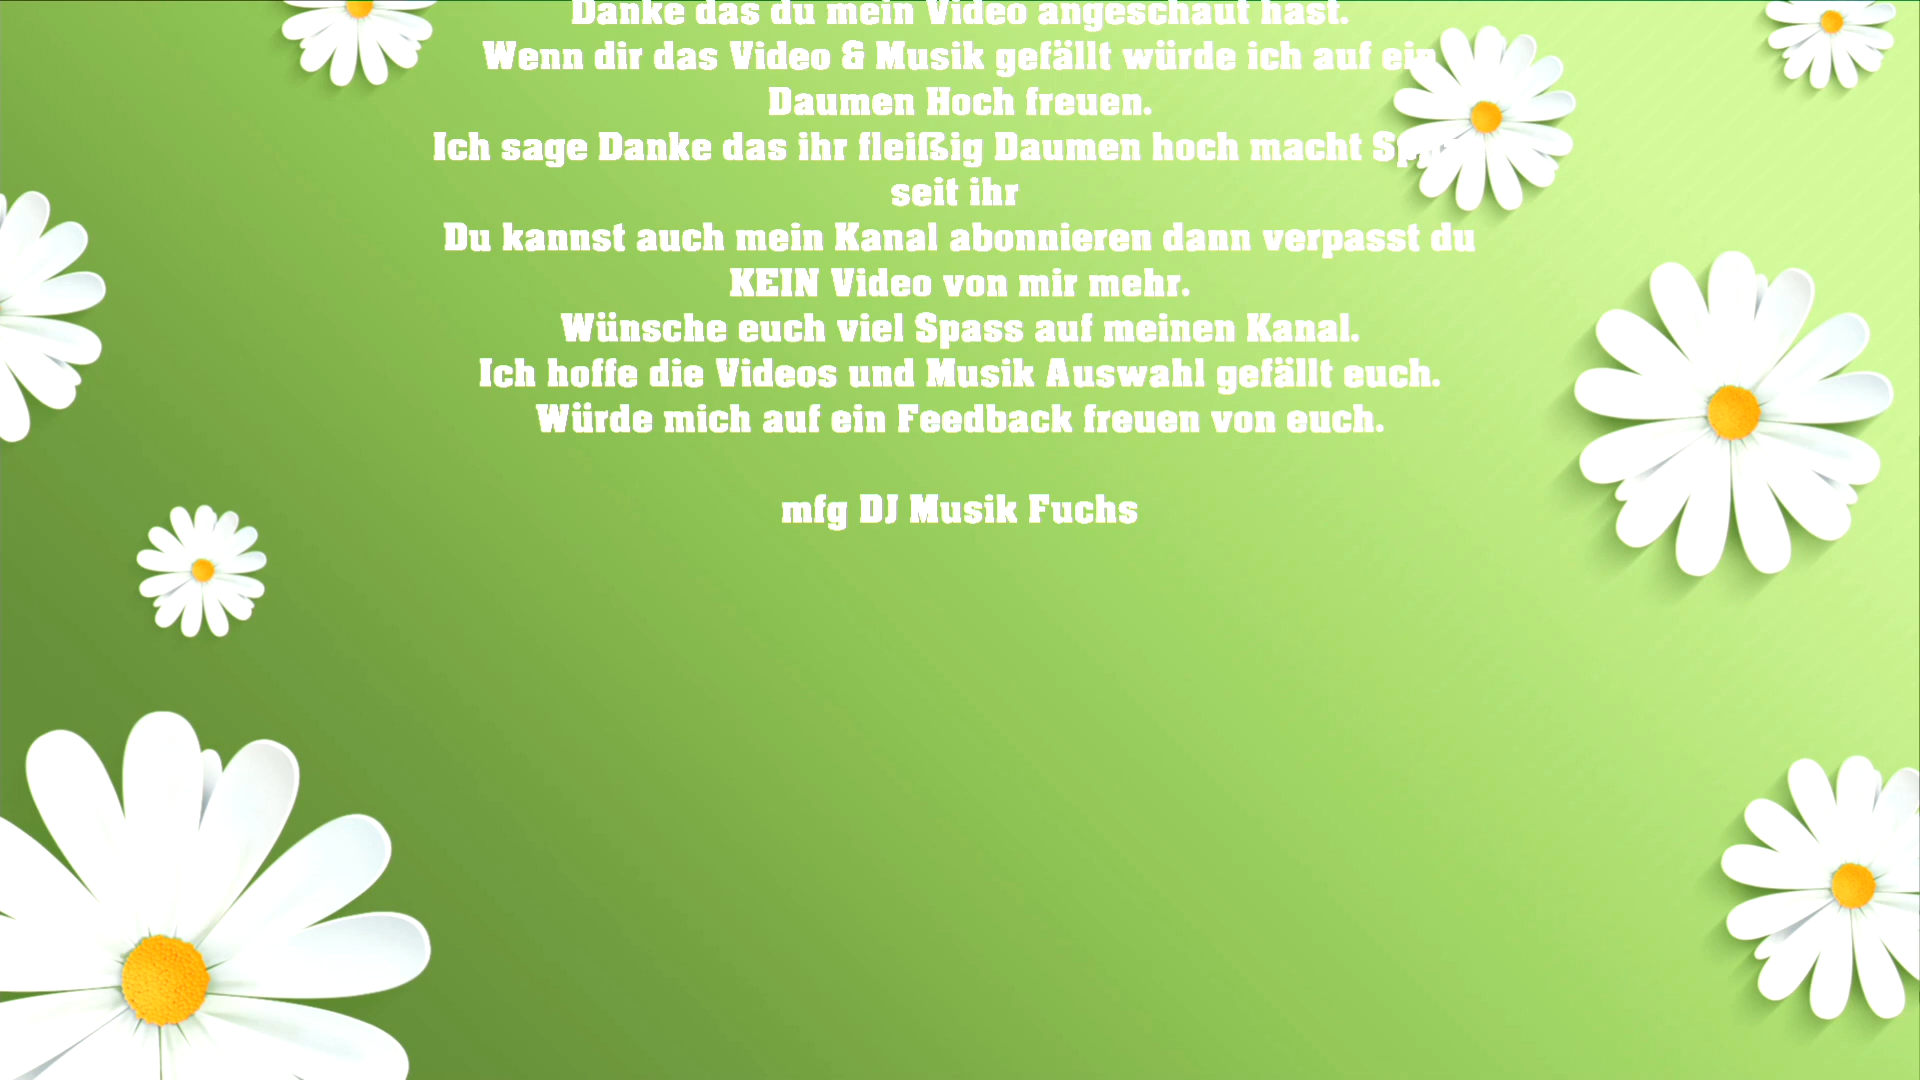 Danke das du mein Video angeschaut hast.
Wenn dir das Video & Musik gefällt würde ich auf ein
Daumen Hoch freuen.
Ich sage Danke das ihr fleißig Daumen hoch macht
seit ihr
Du kannst auch mein Kanal abonnieren dann verpasst du
KEIN Video von mir mehr.
Wünsche euch viel Spass auf meinen Kanal.
Ich hoffe die Videos und Musik Auswahl gefällt euch.
Würde mich auf ein Feedback freuen von euch.
mfg DJ Musik Fuchs